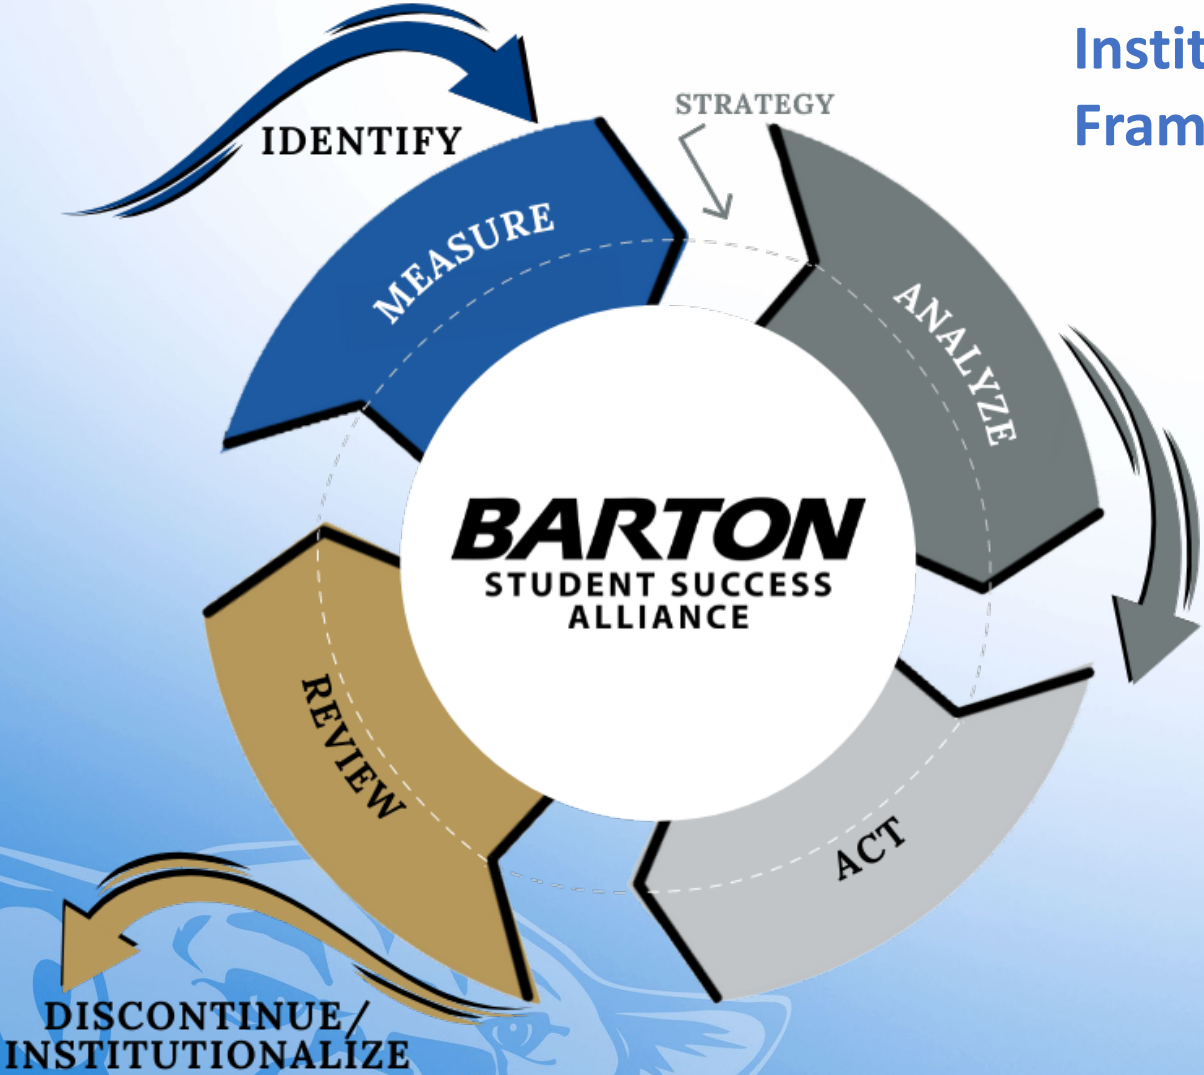 Instit
Fram
IDENTIFY
STRATEGY
MEASURE
ANALYZE
BARTON
STUDENT SUCCESS
ALLIANCE
REVIEW
ACT
DISCONTINUE/
INSTITUTIONALIZE